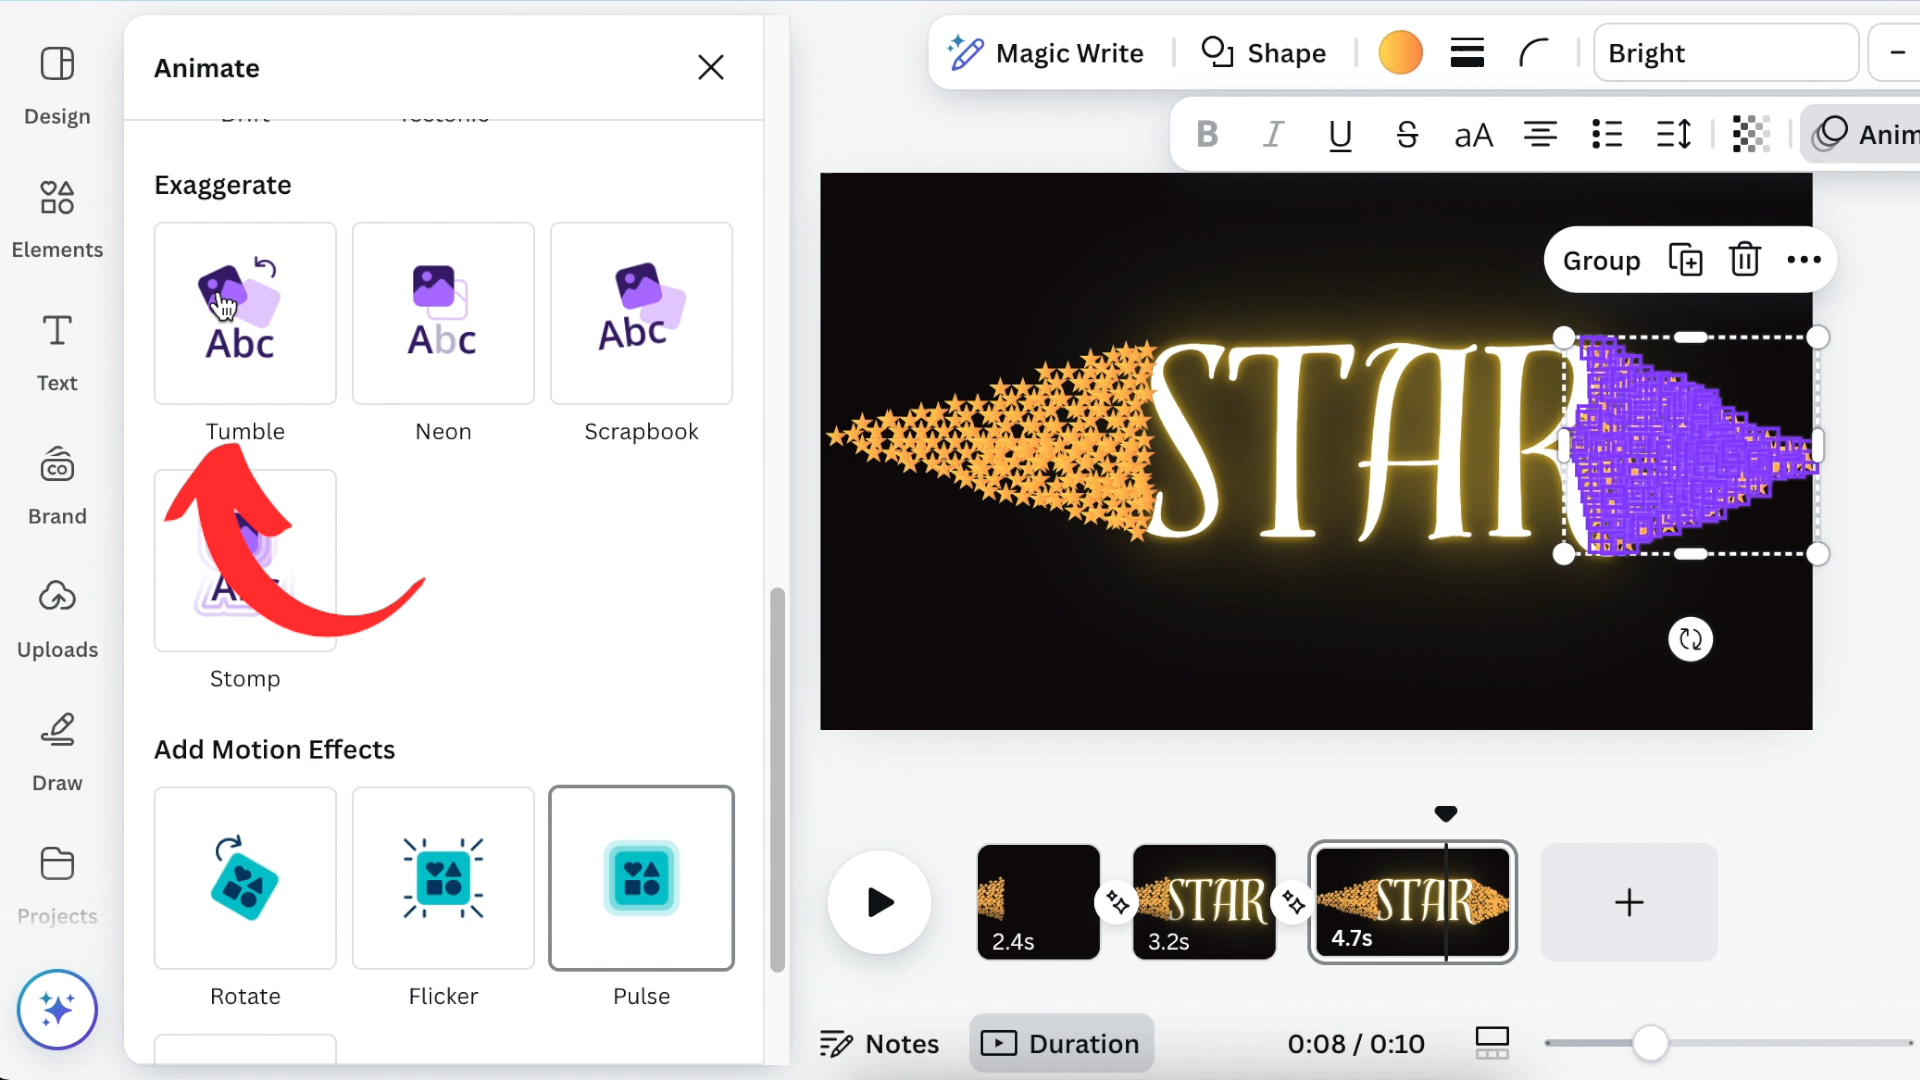 Design
Elements
Text
Brand
Uploads
Draw
Projects
Animate
Exaggerate
Abc
Abc
Abc
Tumble
Neon
Scrapbook
Stomp
Add Motion Effects
Rotate
Flicker
Pulse
Magic Write
Shape
Bright
B I U S aA
Anim
Group
STAR
2.4s
STAR
3.2s
STAR
4.7s
Notes
Duration
0:08 / 0:10